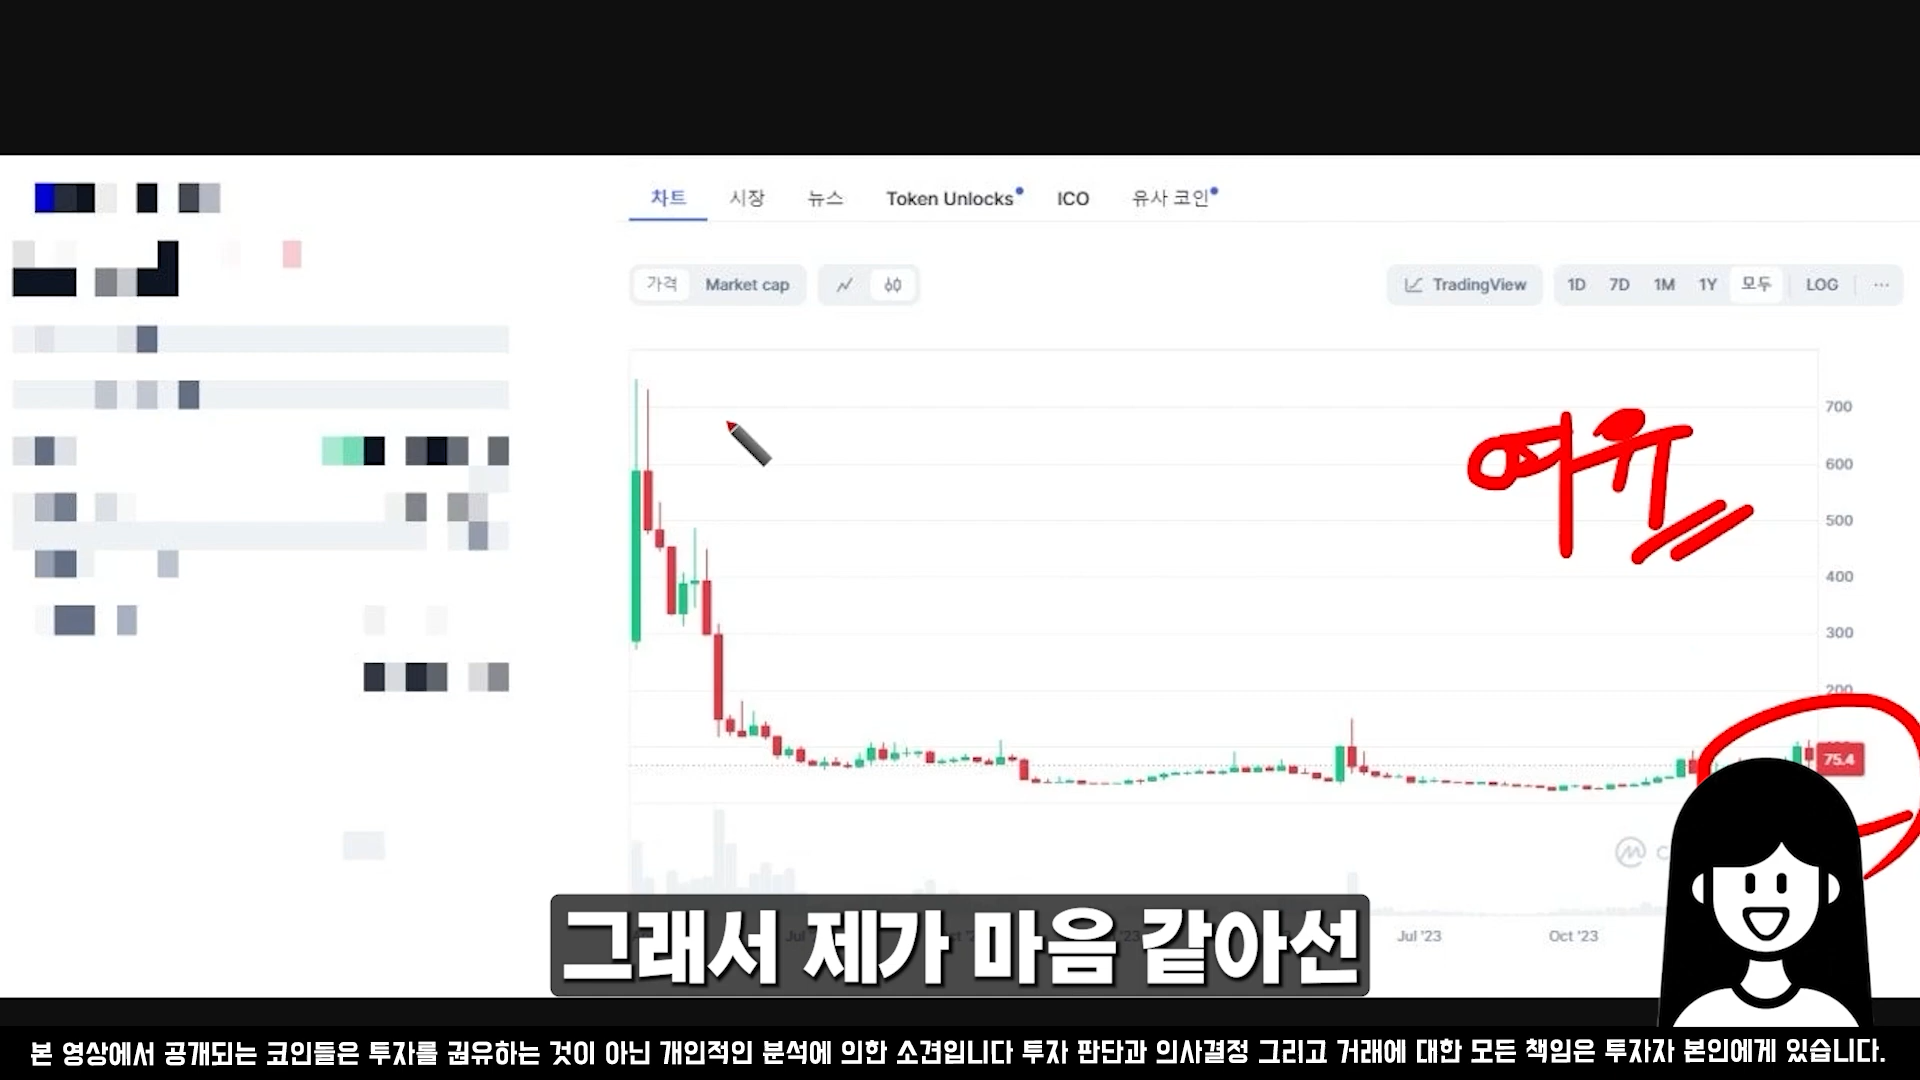 차트 시장 뉴스 Token Unlocks ICO 유사 코인
가격 Market cap TradingView 1D 7D 1M 1Y 모두 LOG ...
700
600
500
400
300
200
75.4
여유
Jul '23 Oct '23
그래서 제가 마음 같아선
본 영상에서 공개되는 코인들은 투자를 권유하는 것이 아닌 개인적인 분석에 의한 소견입니다 투자 판단과 의사결정 그리고 거래에 대한 모든 책임은 투자자 본인에게 있습니다.